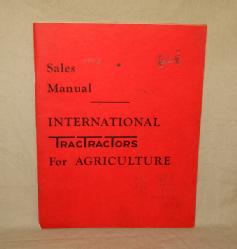 Sales
Manual
INTERNATIONAL
TRACTRACTORS
For AGRICULTURE